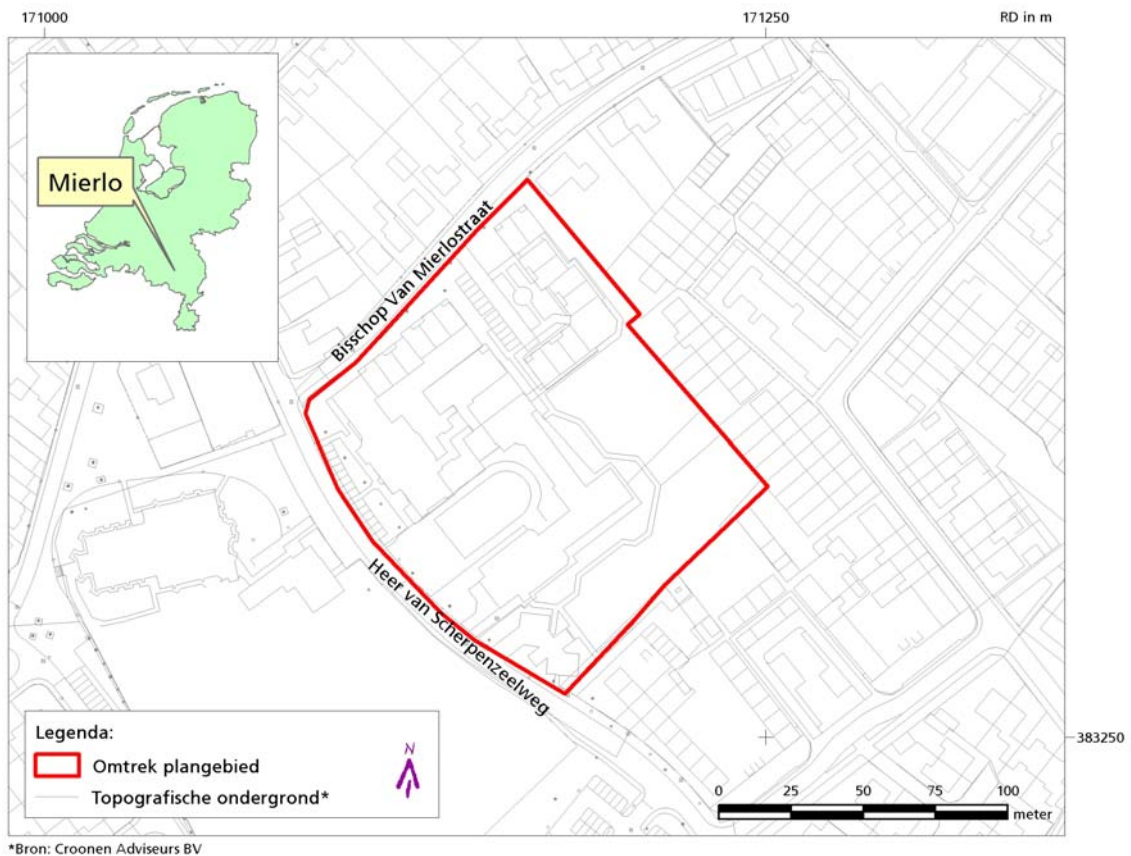 171000
171250
RD in m
Mierlo
Bisschop Van Mierlostraat
Heer van Scherpenzeelweg
383250
Legenda:
Omtrek plangebied
Topografische ondergrond*
N
0 25 50 75 100
meter
*Bron: Croonen Adviseurs BV